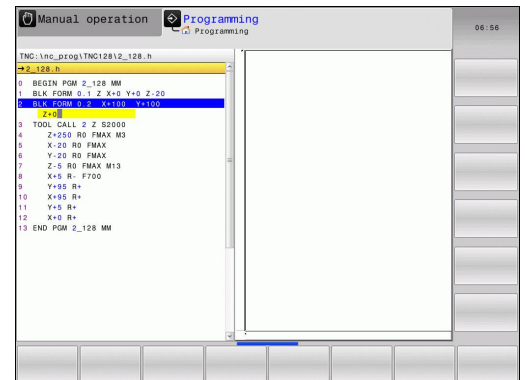 Manual operation
Programming
Programming
06:56
TNC:\nc_prog\TNC128\2_128.h
→2_128.h
0 BEGIN PGM 2_128 MM
1 BLK FORM 0.1 Z X+0 Y+0 Z-20
2 BLK FORM 0.2 X+100 Y+100
Z+0
3 TOOL CALL 2 Z S2000
4 Z+250 R0 FMAX M3
5 X-20 R0 FMAX
6 Y-20 R0 FMAX
7 Z-5 R0 FMAX M13
8 X+5 R- F700
9 Y+95 R+
10 X+95 R+
11 Y+5 R+
12 X+0 R+
13 END PGM 2_128 MM